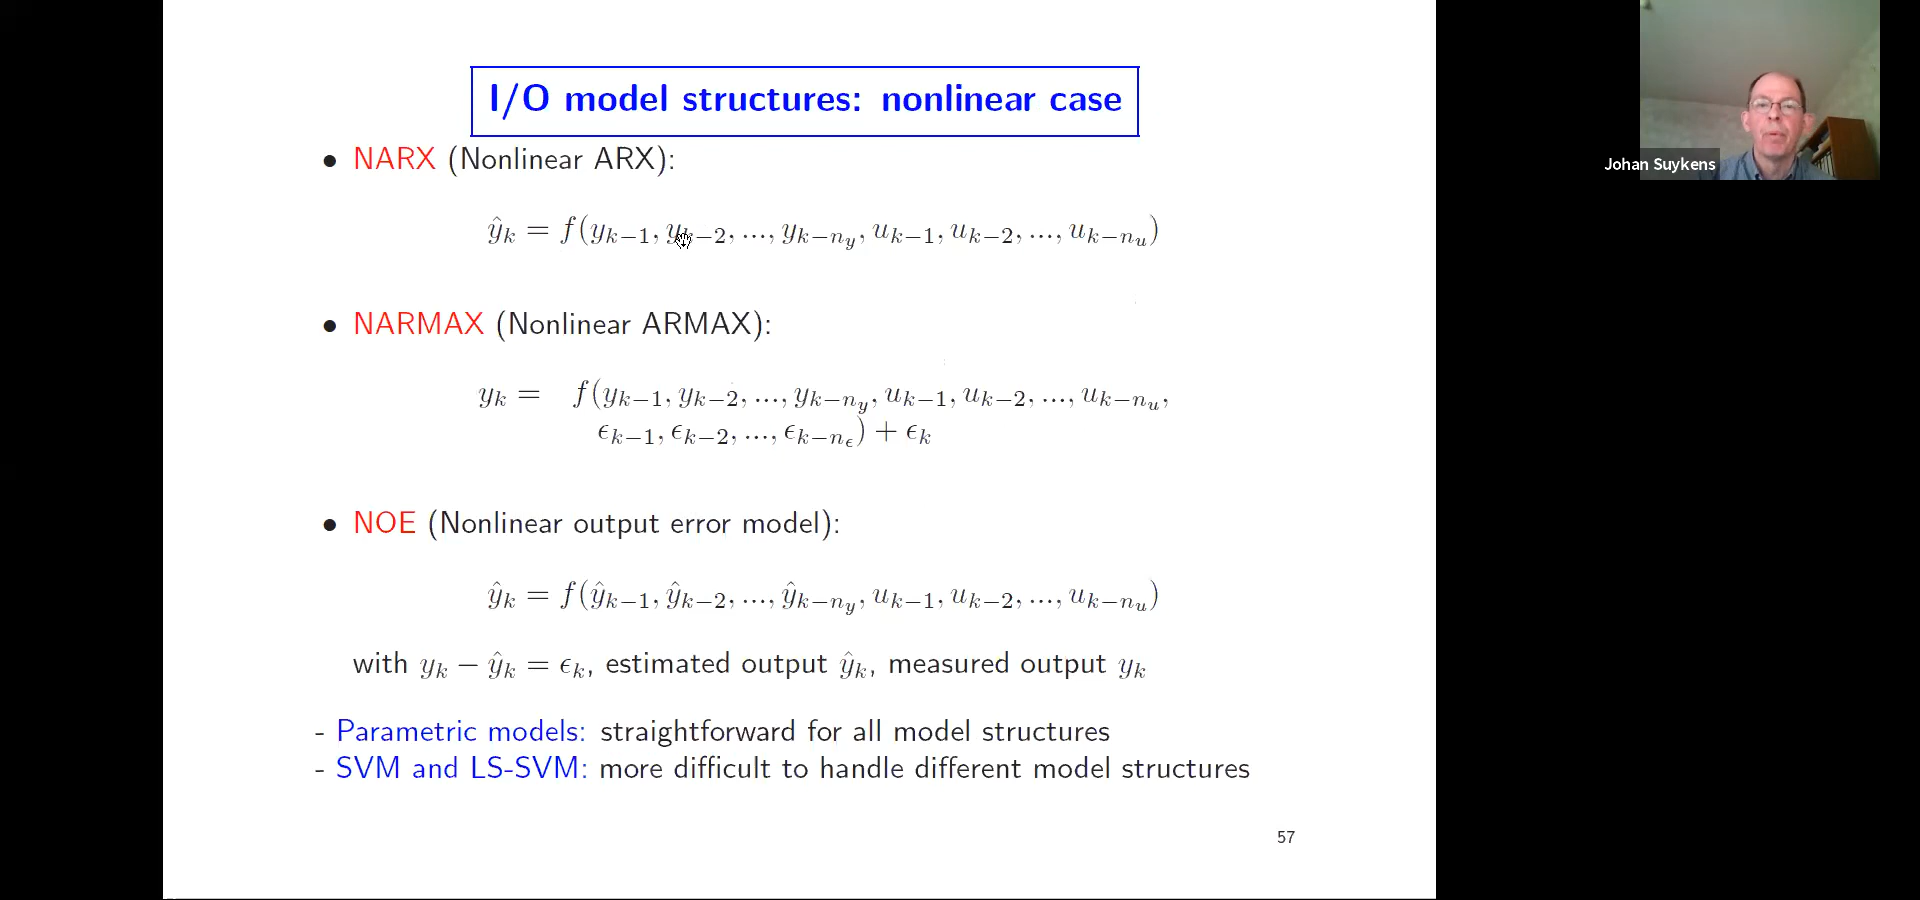 I/O model structures: nonlinear case
• NARX (Nonlinear ARX):
ŷ_k = f(y_{k−1}, y_{k−2}, ..., y_{k−n_y}, u_{k−1}, u_{k−2}, ..., u_{k−n_u})
• NARMAX (Nonlinear ARMAX):
y_k = f(y_{k−1}, y_{k−2}, ..., y_{k−n_y}, u_{k−1}, u_{k−2}, ..., u_{k−n_u},
ϵ_{k−1}, ϵ_{k−2}, ..., ϵ_{k−n_ϵ}) + ϵ_k
• NOE (Nonlinear output error model):
ŷ_k = f(ŷ_{k−1}, ŷ_{k−2}, ..., ŷ_{k−n_y}, u_{k−1}, u_{k−2}, ..., u_{k−n_u})
with y_k − ŷ_k = ϵ_k, estimated output ŷ_k, measured output y_k
- Parametric models: straightforward for all model structures
- SVM and LS-SVM: more difficult to handle different model structures
57
Johan Suykens